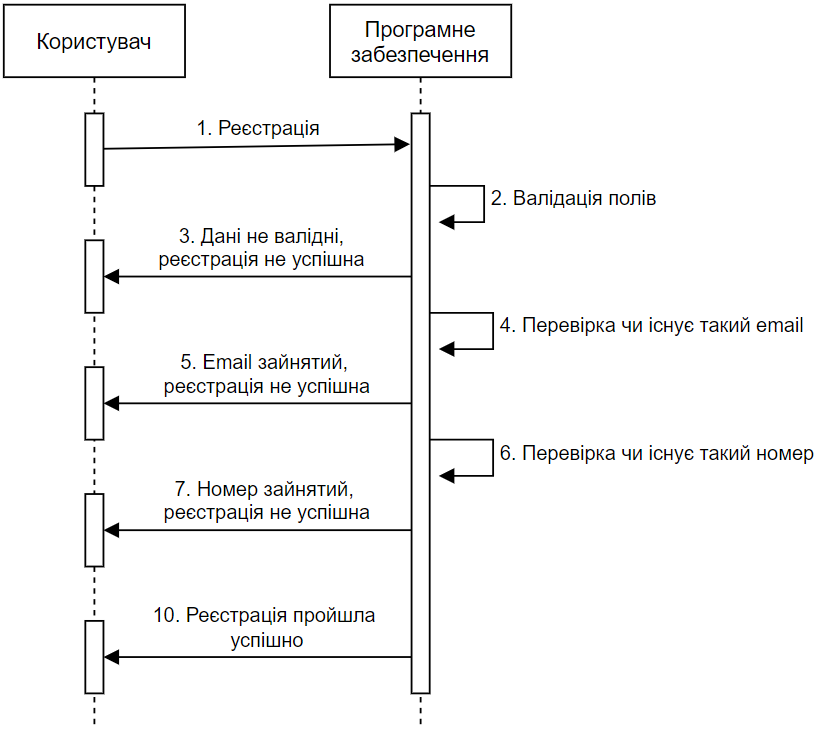 Користувач
Програмне
забезпечення
1. Реєстрація
2. Валідація полів
3. Дані не валідні,
реєстрація не успішна
4. Перевірка чи існує такий email
5. Email зайнятий,
реєстрація не успішна
6. Перевірка чи існує такий номер
7. Номер зайнятий,
реєстрація не успішна
10. Реєстрація пройшла
успішно